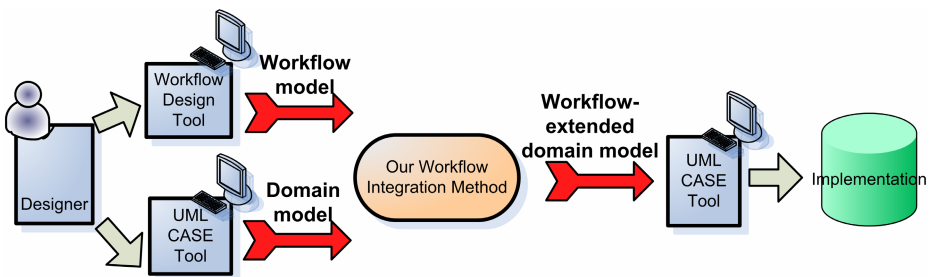 Designer
Workflow
Design
Tool
Workflow
model
UML
CASE
Tool
Domain
model
Our Workflow
Integration Method
Workflow-
extended
domain model
UML
CASE
Tool
Implementation